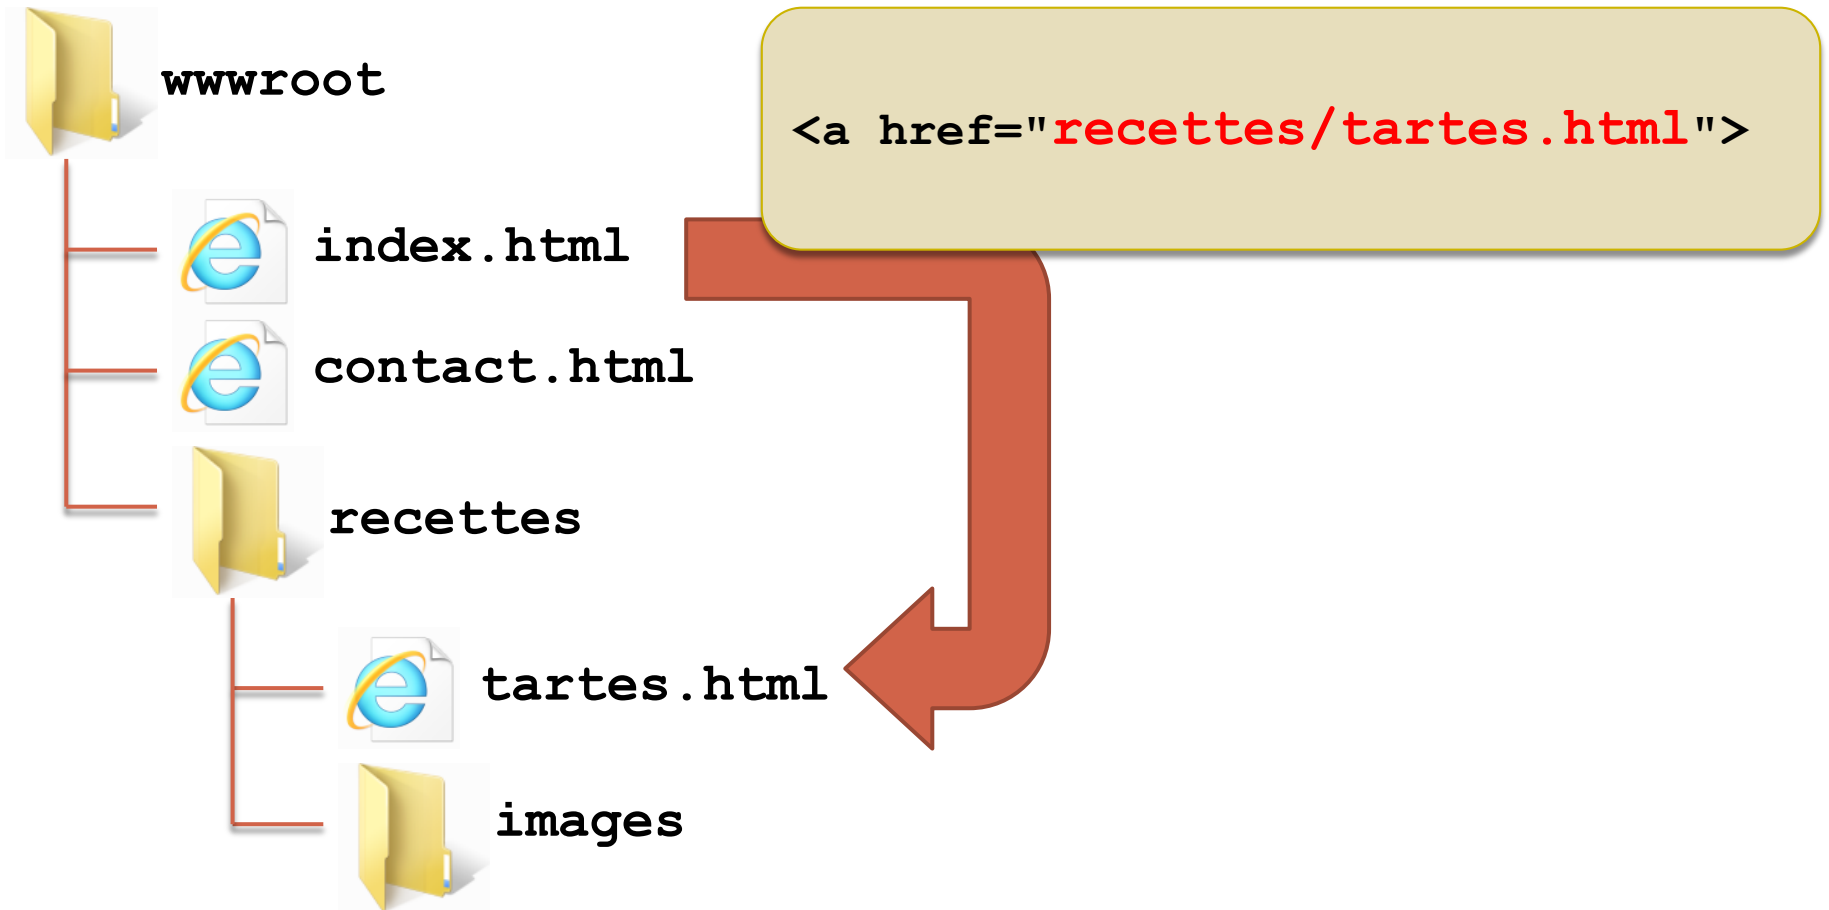 wwwroot
<a href="recettes/tartes.html">
index.html
contact.html
recettes
tartes.html
images